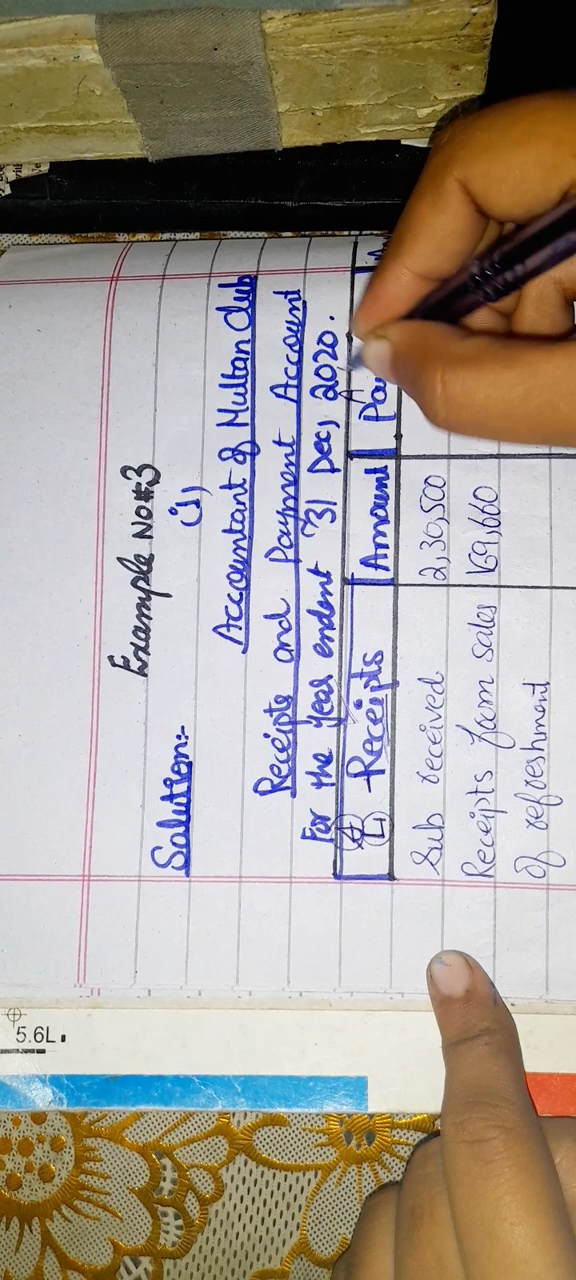 Example No#3
Solution:- (1)
Accountant of Multan Club
Receipts and Payment Account
For the year endent 31 Dec, 2020.
Receipts Amount
Sub received 2,30,500
Receipts from sales 169,660
of refreshment
5.6L